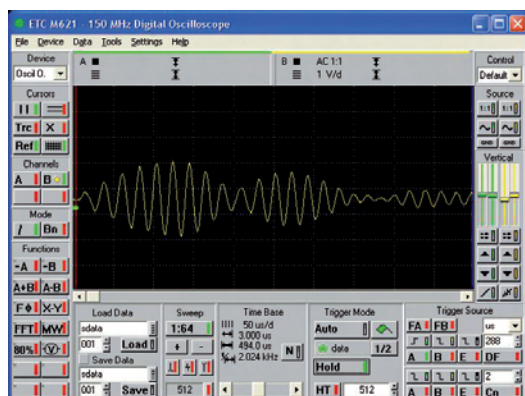 ETC M621 - 150 MHz Digital Oscilloscope
File Device Data Tools Settings Help
Device
Oscil 0.
A
B AC 1:1
1 V/d
Control
Default
Cursors
Trc X
Ref
Channels
A B
Mode
/ Bn
Functions
-A -B
A+B A-B
X-Y
FFT MW
80% V
Source
1:1 1:1
GND GND
Vertical
Load Data
sdata
001 Load
Save Data
sdata
001 Save
Sweep
1:64
+ -
512
Time Base
50 us/d
3.000 us
494.0 us
2.024 kHz
N
Trigger Mode
Auto
data 1/2
Hold
HT 512
Trigger Source
FA FB us
288
A B E DF
2
A B E Cn